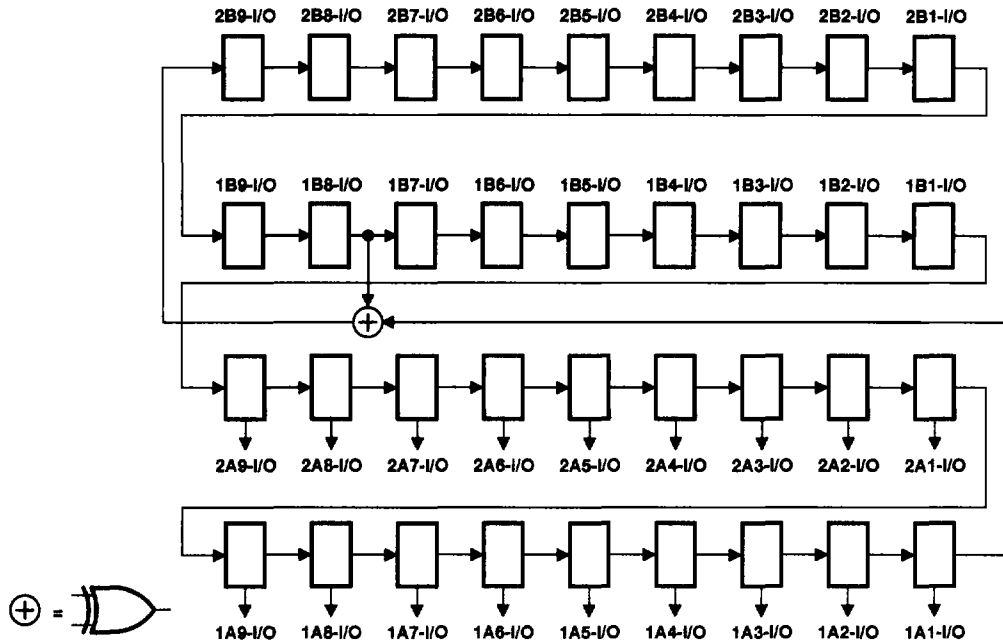 2B9-I/O 2B8-I/O 2B7-I/O 2B6-I/O 2B5-I/O 2B4-I/O 2B3-I/O 2B2-I/O 2B1-I/O
1B9-I/O 1B8-I/O 1B7-I/O 1B6-I/O 1B5-I/O 1B4-I/O 1B3-I/O 1B2-I/O 1B1-I/O
2A9-I/O 2A8-I/O 2A7-I/O 2A6-I/O 2A5-I/O 2A4-I/O 2A3-I/O 2A2-I/O 2A1-I/O
=
1A9-I/O 1A8-I/O 1A7-I/O 1A6-I/O 1A5-I/O 1A4-I/O 1A3-I/O 1A2-I/O 1A1-I/O